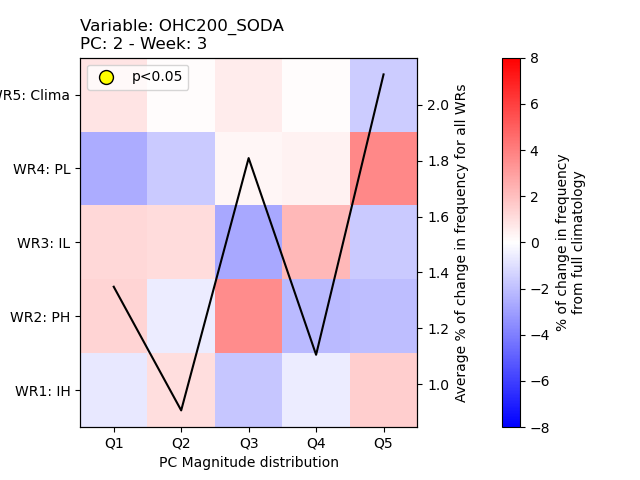 Variable: OHC200_SODA
PC: 2 - Week: 3
p<0.05
WR5: Clima
WR4: PL
WR3: IL
WR2: PH
WR1: IH
Q1 Q2 Q3 Q4 Q5
PC Magnitude distribution
2.0
1.8
1.6
1.4
1.2
1.0
Average % of change in frequency for all WRs
8
6
4
2
0
−2
−4
−6
−8
% of change in frequency
from full climatology